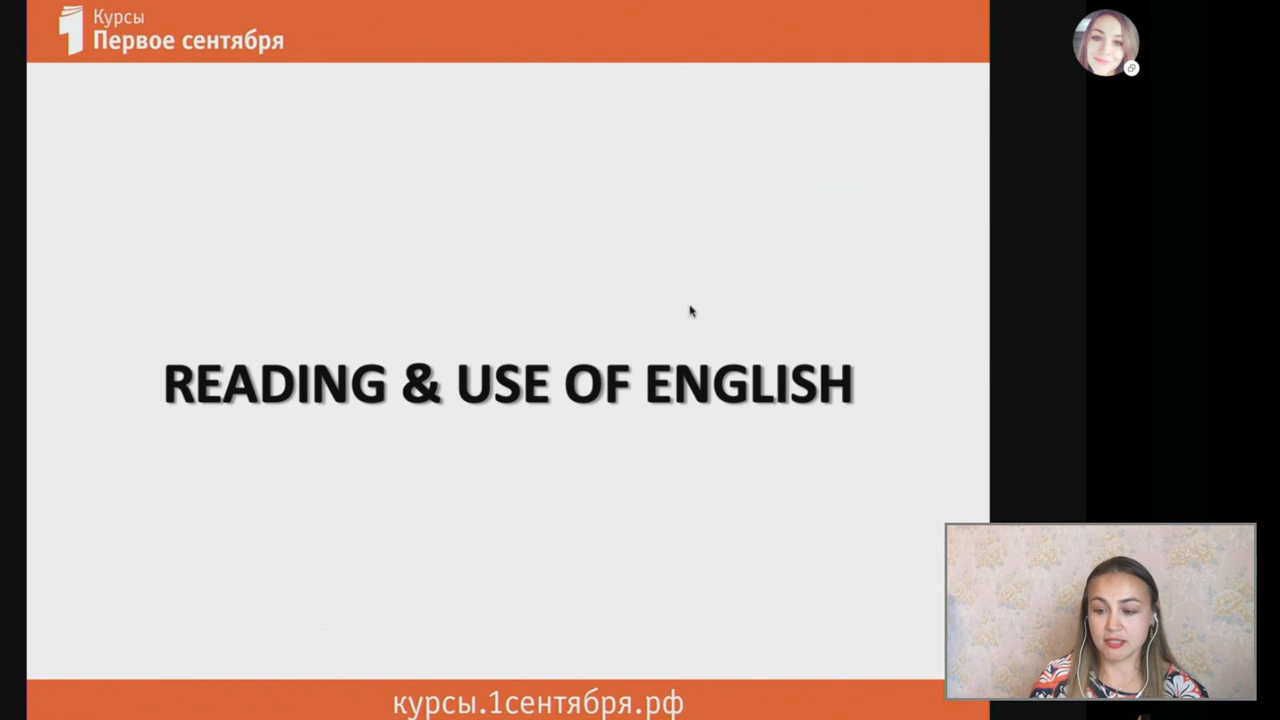 Курсы
Первое сентября
READING & USE OF ENGLISH
курсы.1сентября.рф